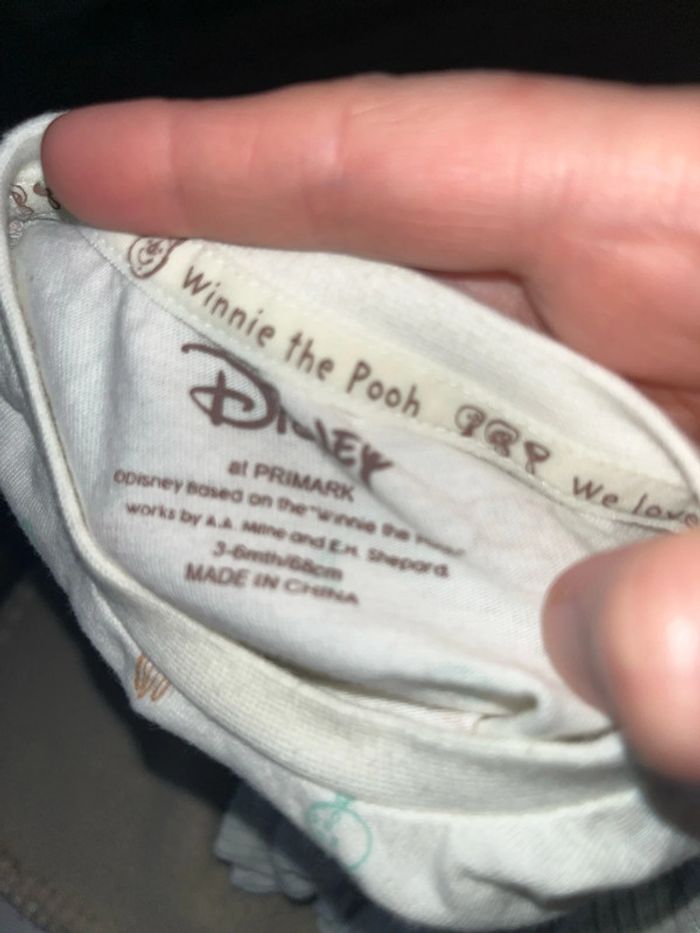 Winnie the Pooh
We love
DISNEY
at PRIMARK
©Disney Based on the "Winnie the
works by A.A. Milne and E.H. Shepard.
3-6mth/68cm
MADE IN CHINA